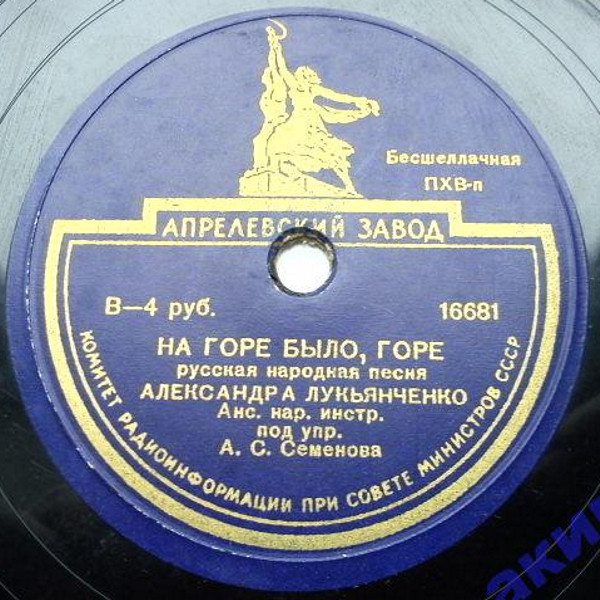 Бесшеллачная
ПХВ-п
АПРЕЛЕВСКИЙ ЗАВОД
В—4 руб.
16681
НА ГОРЕ БЫЛО, ГОРЕ
русская народная песня
АЛЕКСАНДРА ЛУКЬЯНЧЕНКО
Анс. нар. инстр.
под упр.
А. С. Семенова
КОМИТЕТ РАДИОИНФОРМАЦИИ ПРИ СОВЕТЕ МИНИСТРОВ СССР